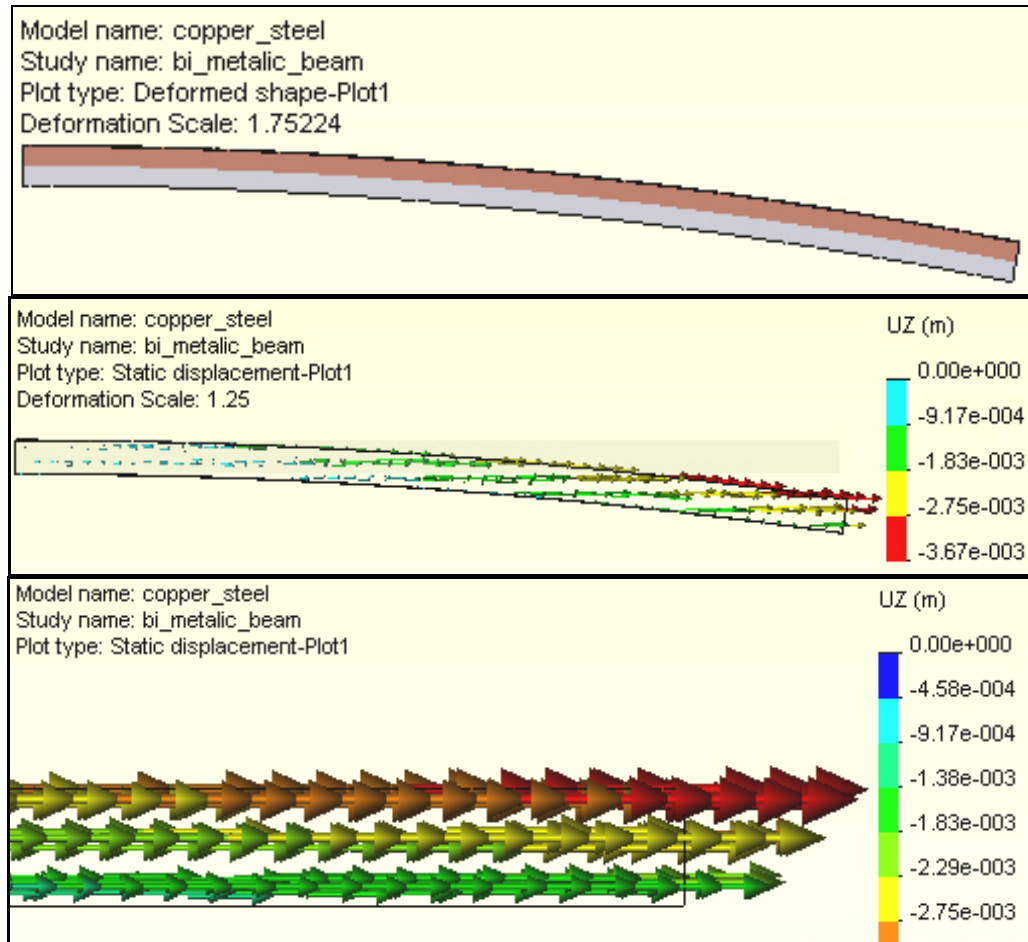 Model name: copper_steel
Study name: bi_metalic_beam
Plot type: Deformed shape-Plot1
Deformation Scale: 1.75224
Model name: copper_steel
Study name: bi_metalic_beam
Plot type: Static displacement-Plot1
Deformation Scale: 1.25
UZ (m)
0.00e+000
-9.17e-004
-1.83e-003
-2.75e-003
-3.67e-003
Model name: copper_steel
Study name: bi_metalic_beam
Plot type: Static displacement-Plot1
UZ (m)
0.00e+000
-4.58e-004
-9.17e-004
-1.38e-003
-1.83e-003
-2.29e-003
-2.75e-003